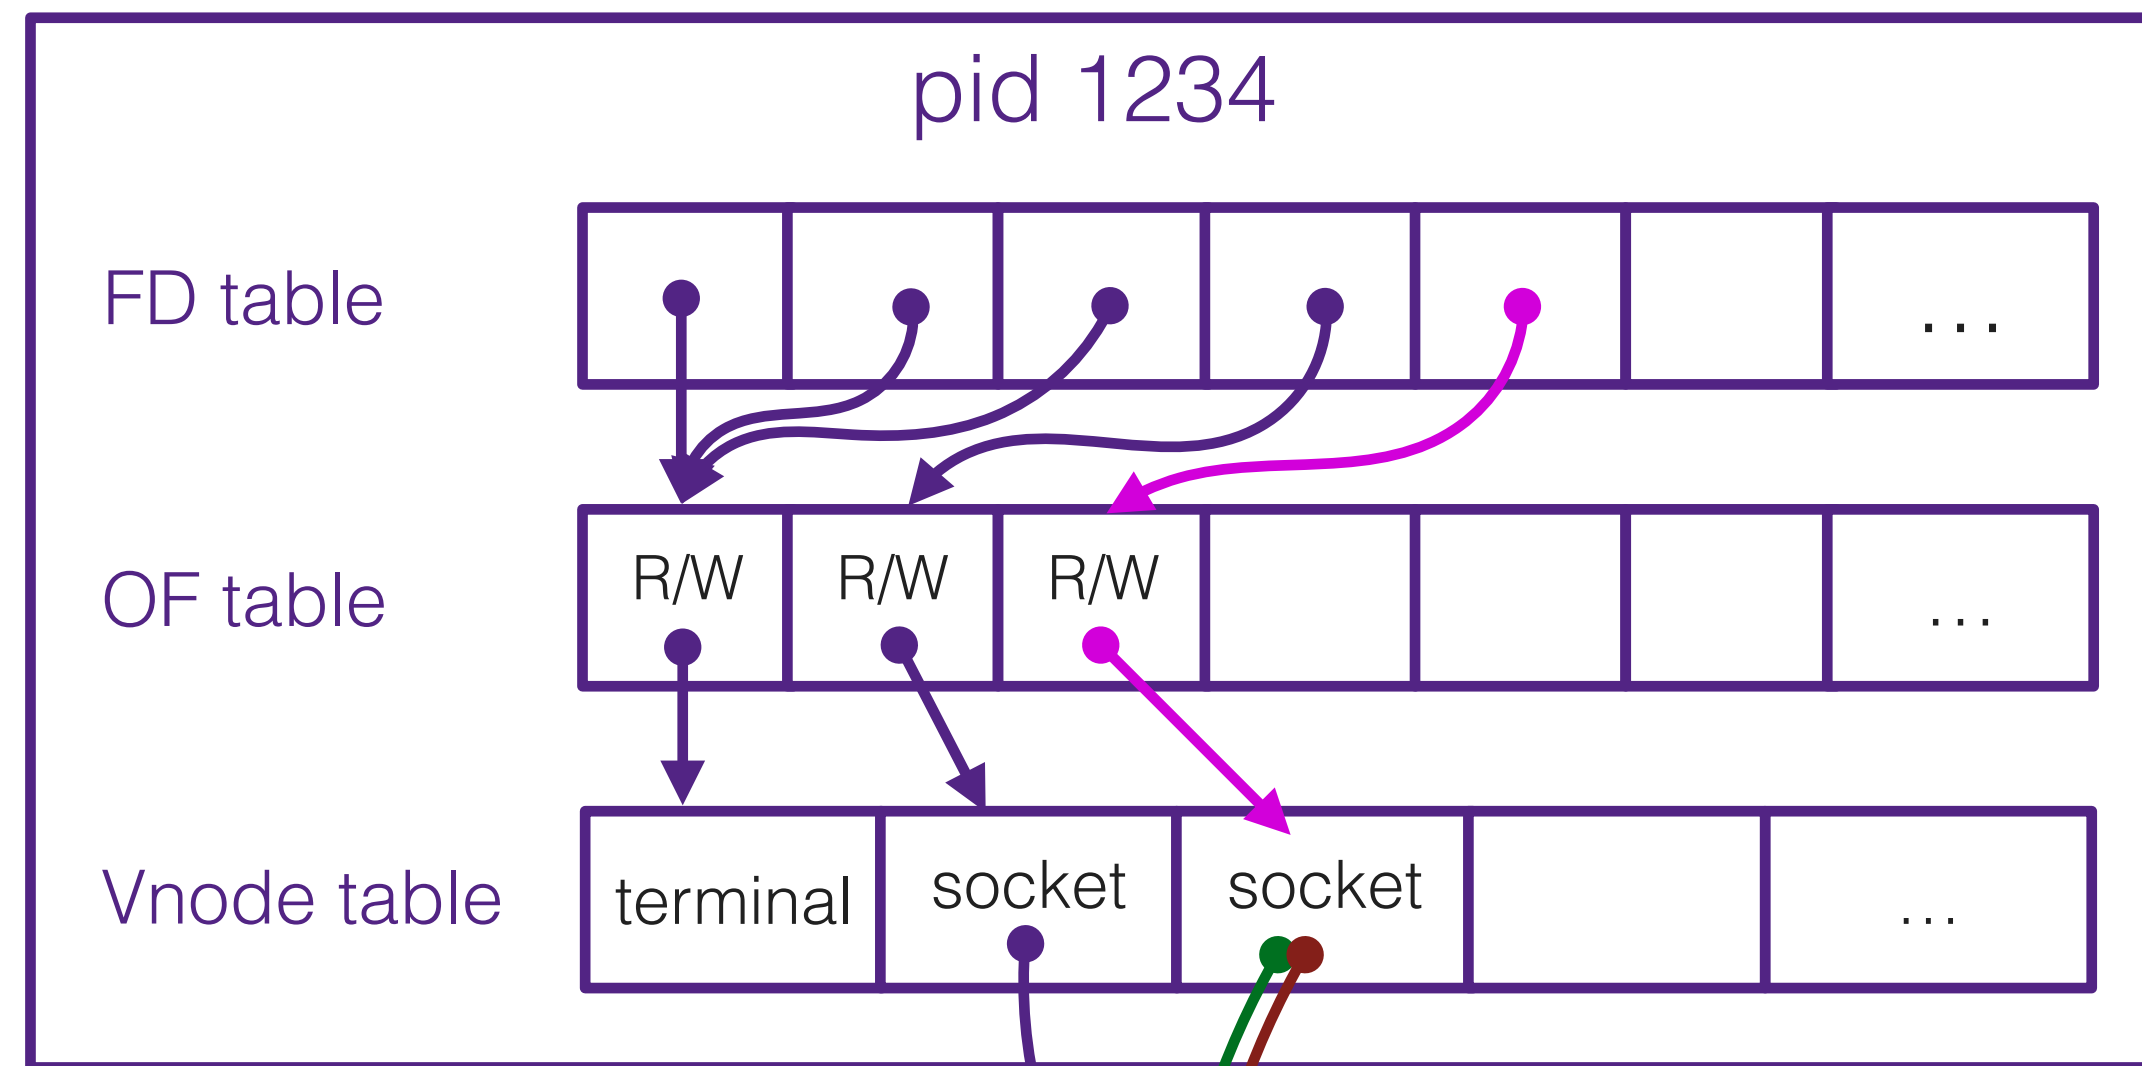 pid 1234
FD table
. . .
OF table
R/W R/W R/W . . .
Vnode table
terminal socket socket . . .